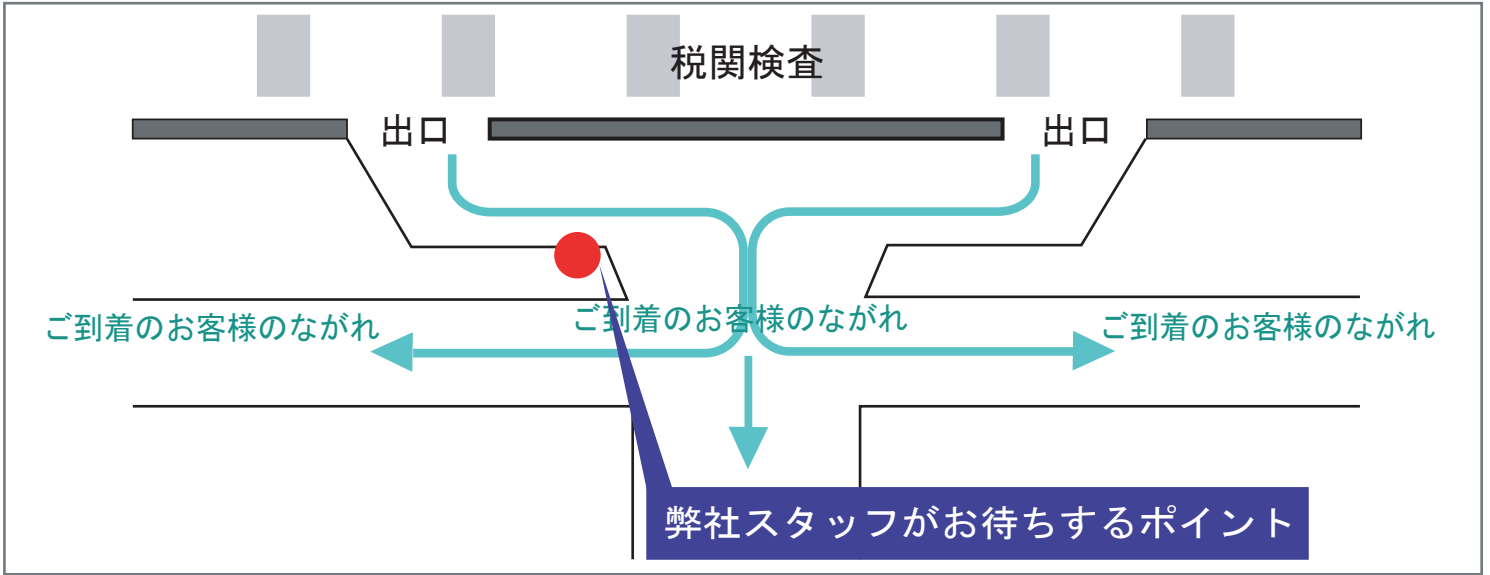 税関検査
出口
出口
ご到着のお客様のながれ
ご到着のお客様のながれ
ご到着のお客様のながれ
弊社スタッフがお待ちするポイント